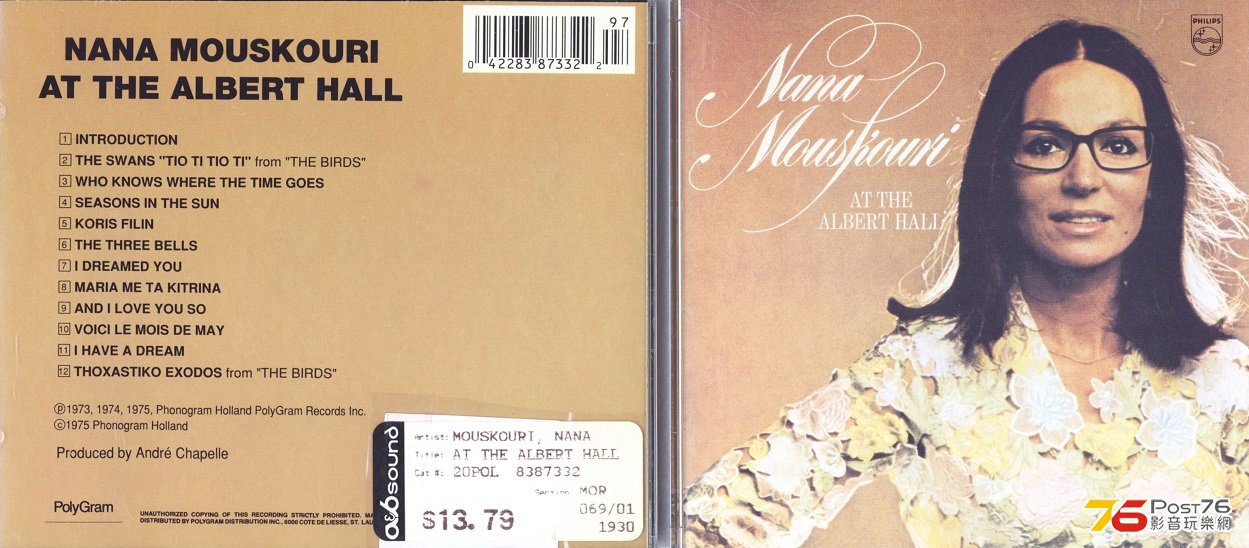 NANA MOUSKOURI
AT THE ALBERT HALL
97
0 42283 87332 2
1 INTRODUCTION
2 THE SWANS "TIO TI TIO TI" from "THE BIRDS"
3 WHO KNOWS WHERE THE TIME GOES
4 SEASONS IN THE SUN
5 KORIS FILIN
6 THE THREE BELLS
7 I DREAMED YOU
8 MARIA ME TA KITRINA
9 AND I LOVE YOU SO
10 VOICI LE MOIS DE MAY
11 I HAVE A DREAM
12 THOXASTIKO EXODOS from "THE BIRDS"
℗1973, 1974, 1975, Phonogram Holland PolyGram Records Inc.
©1975 Phonogram Holland
Produced by André Chapelle
PolyGram
UNAUTHORIZED COPYING OF THIS RECORDING STRICTLY PROHIBITED.
DISTRIBUTED BY POLYGRAM DISTRIBUTION INC., 6000 COTE DE LIESSE, ST. LAU
a&b sound
Artist: MOUSKOURI, NANA
Title: AT THE ALBERT HALL
Cat #: 20POL 8387332
Section MOR
069/01
$13.79
1930
PHILIPS
Nana
Mouskouri
AT THE
ALBERT HALL
76 Post76
影音玩樂網